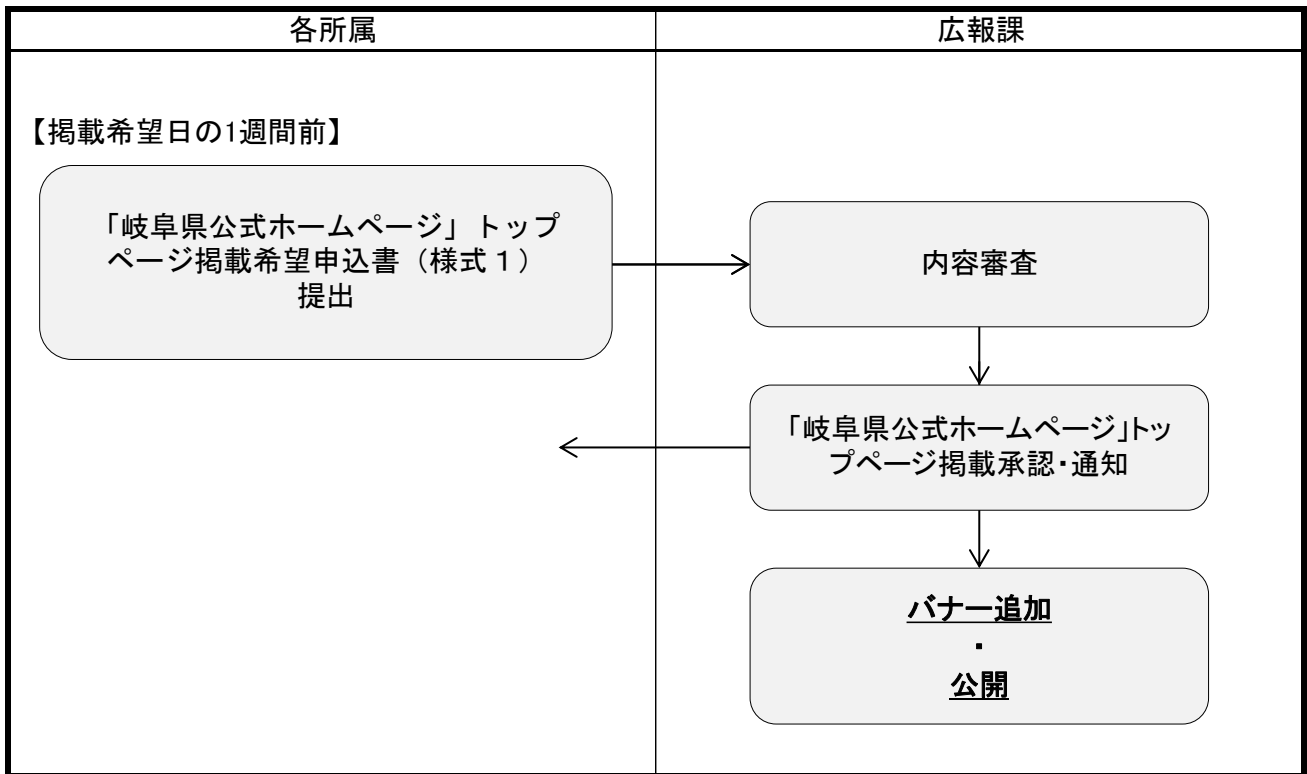 各所属
広報課
【掲載希望日の1週間前】
「岐阜県公式ホームページ」トップ
ページ掲載希望申込書（様式１）
提出
内容審査
「岐阜県公式ホームページ」トッ
プページ掲載承認・通知
バナー追加
・
公開